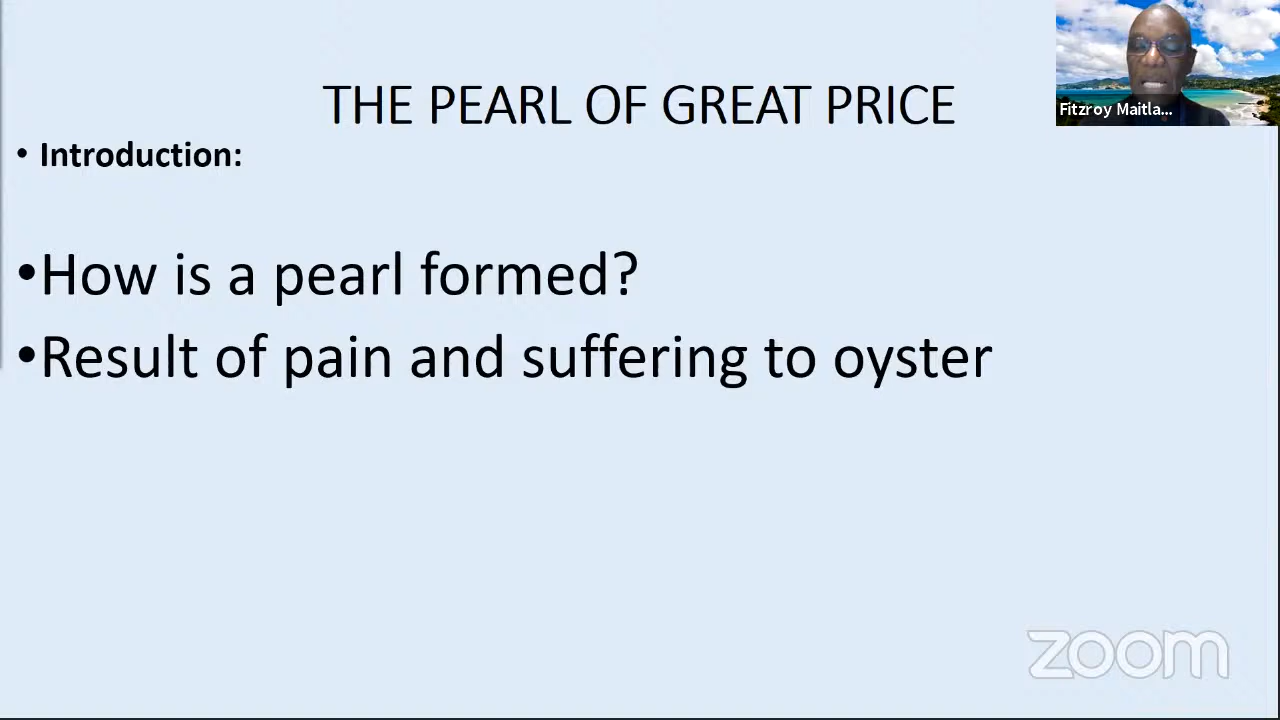 THE PEARL OF GREAT PRICE
Fitzroy Maitla...
• Introduction:
•How is a pearl formed?
•Result of pain and suffering to oyster
zoom